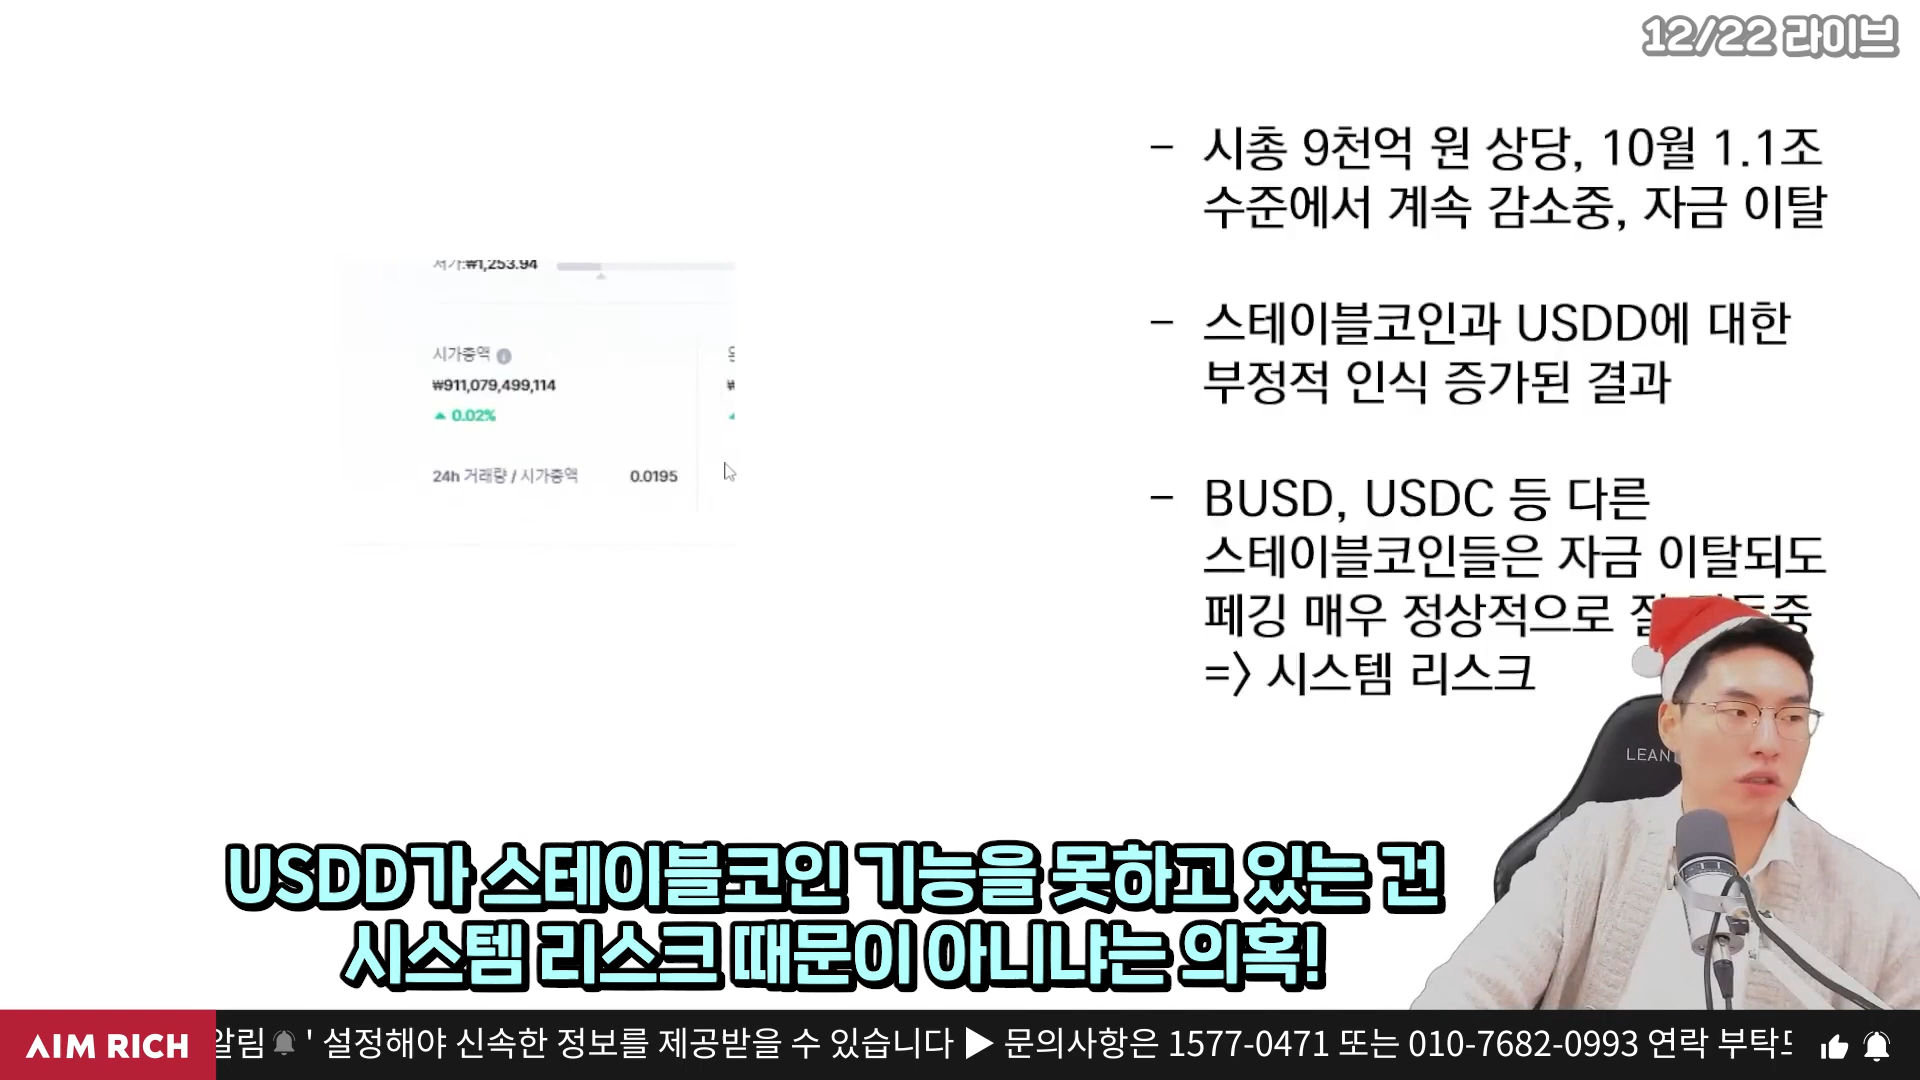 12/22 라이브
- 시총 9천억 원 상당, 10월 1.1조
수준에서 계속 감소중, 자금 이탈
- 스테이블코인과 USDD에 대한
부정적 인식 증가된 결과
- BUSD, USDC 등 다른
스테이블코인들은 자금 이탈되도
페깅 매우 정상적으로 중
=> 시스템 리스크
저가:₩1,253.94
시가총액
₩911,079,499,114
0.02%
24h 거래량 / 시가총액 0.0195
LEAN
USDD가 스테이블코인 기능을 못하고 있는 건
시스템 리스크 때문이 아니냐는 의혹!
AIM RICH 알림 ' 설정해야 신속한 정보를 제공받을 수 있습니다 ▶ 문의사항은 1577-0471 또는 010-7682-0993 연락